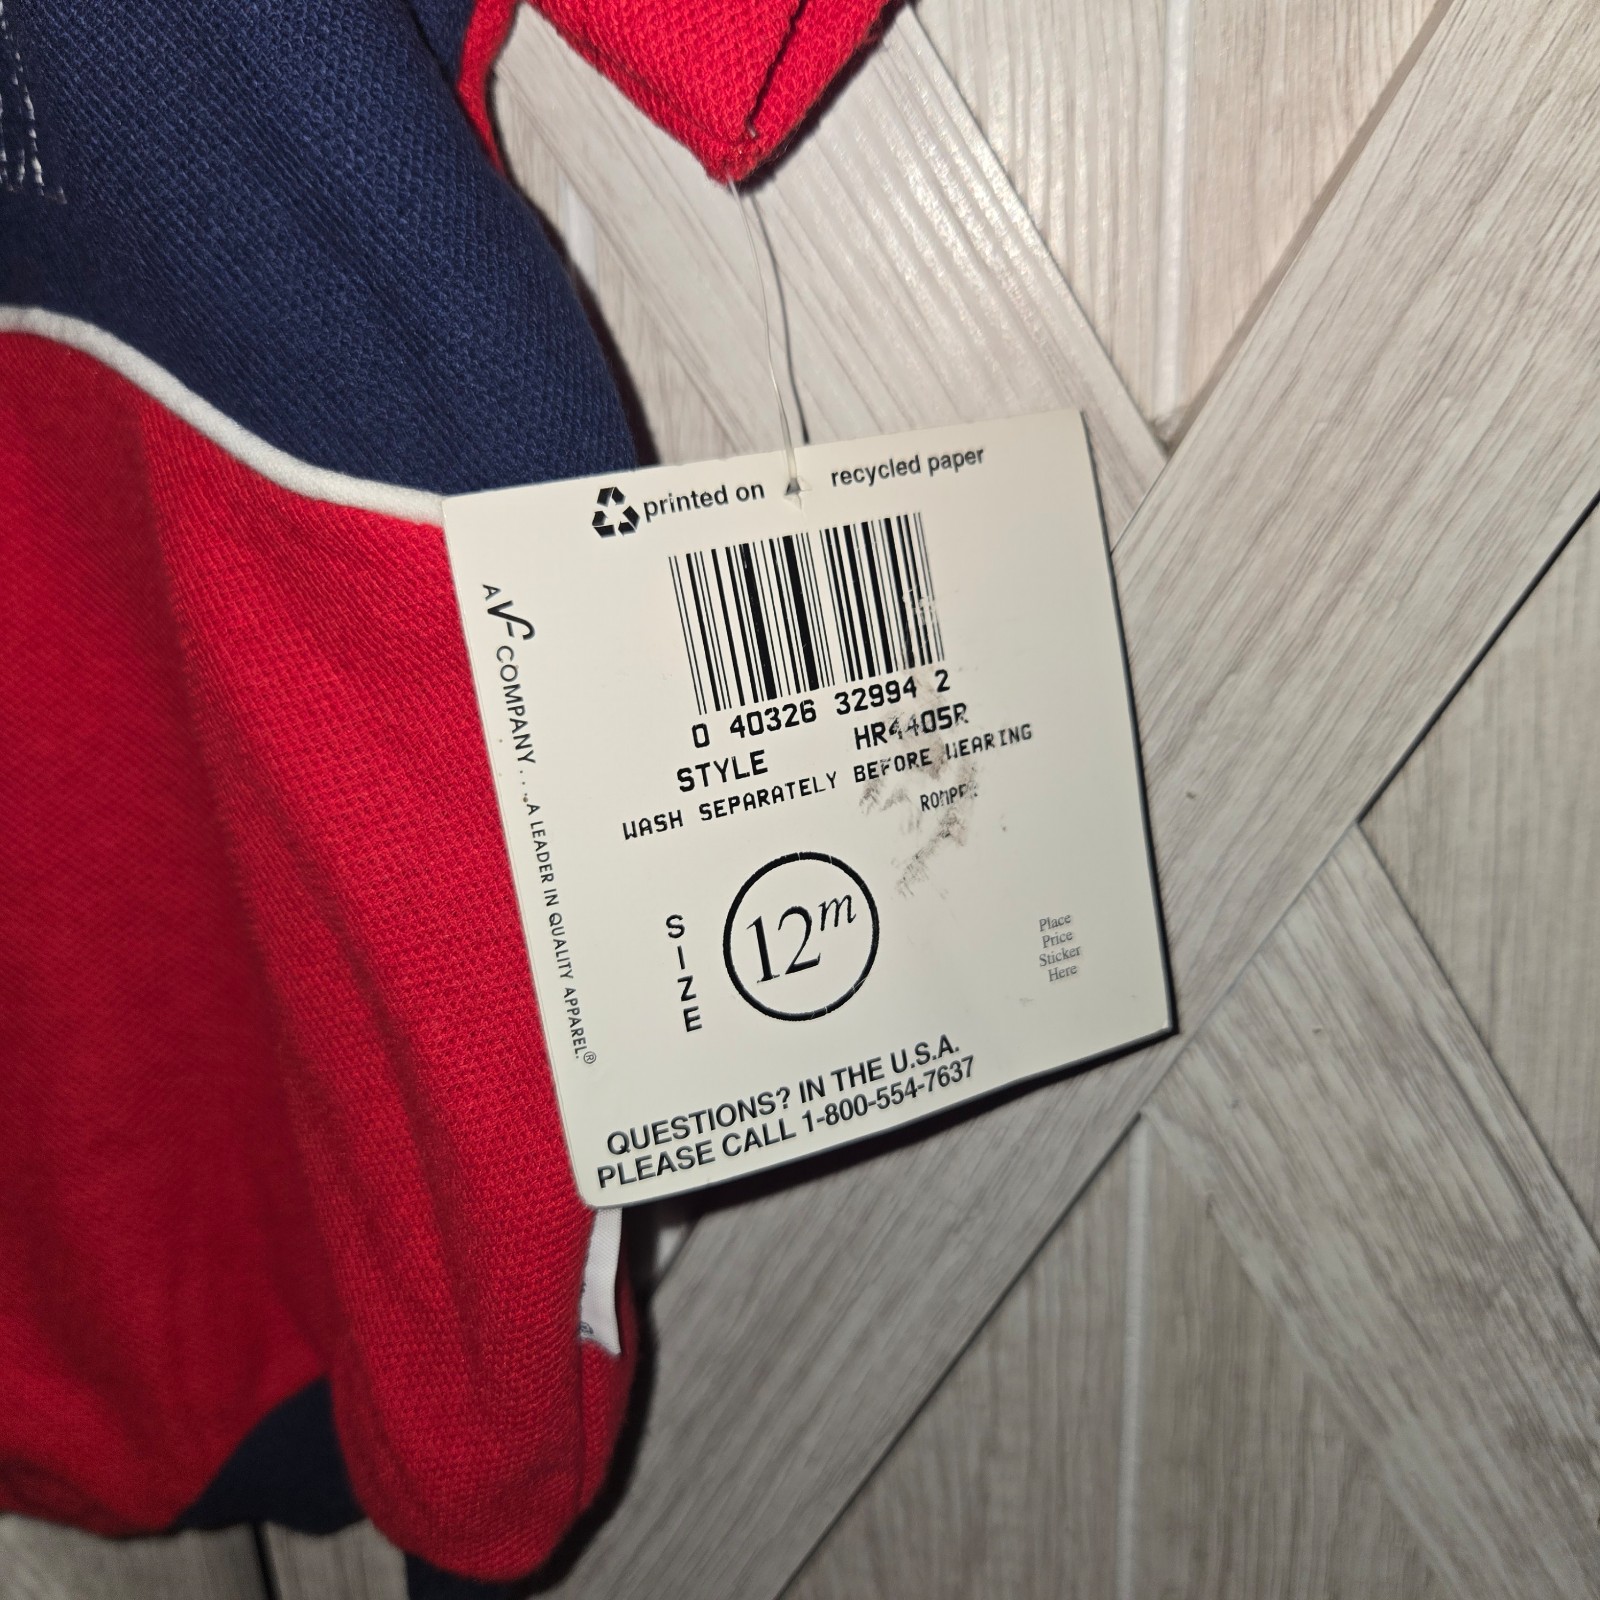 printed on recycled paper
0 40326 32994 2
STYLE HR4405R
WASH SEPARATELY BEFORE WEARING
SIZE
12m
Place
Price
Sticker
Here
QUESTIONS? IN THE U.S.A.
PLEASE CALL 1-800-554-7637
A VF COMPANY... A LEADER IN QUALITY APPAREL.®